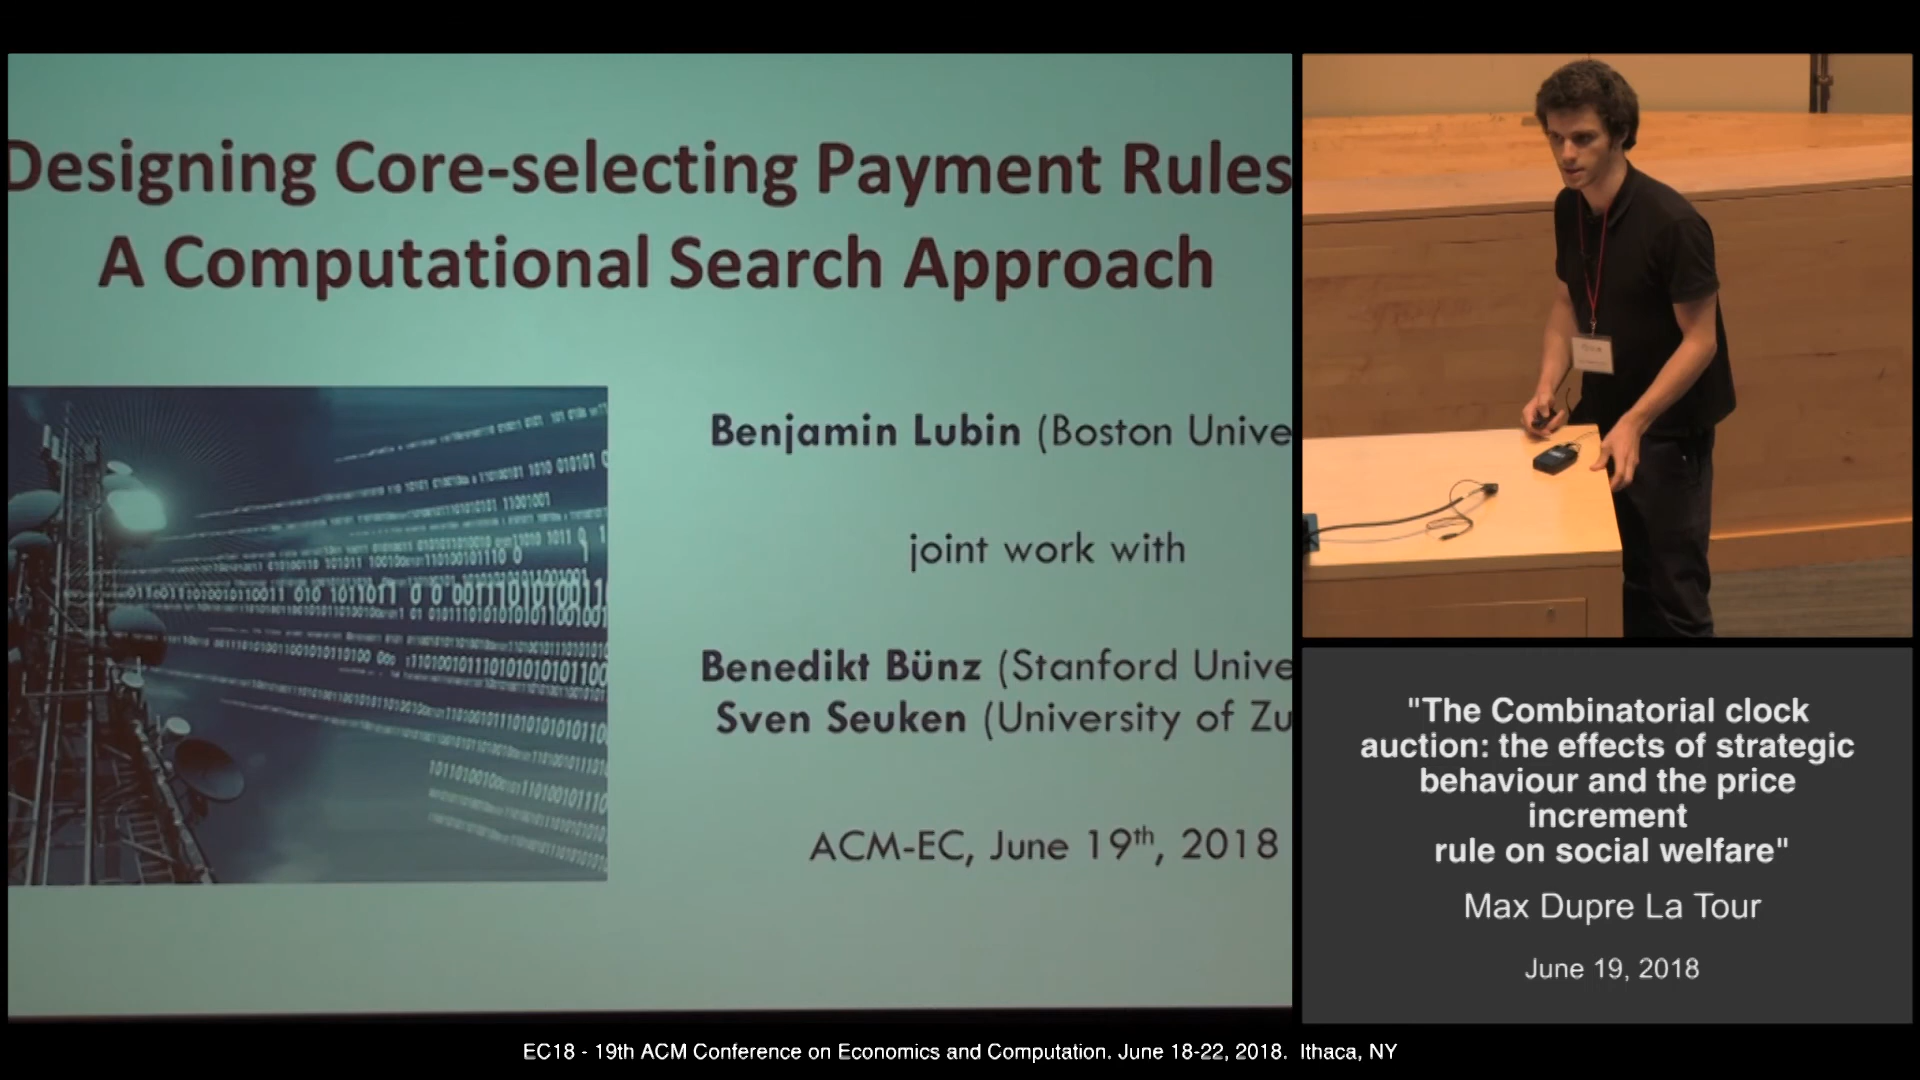 Designing Core-selecting Payment Rules
A Computational Search Approach
Benjamin Lubin (Boston Unive
joint work with
Benedikt Bünz (Stanford Unive
Sven Seuken (University of Zu
ACM-EC, June 19th, 2018
"The Combinatorial clock
auction: the effects of strategic
behaviour and the price
increment
rule on social welfare"
Max Dupre La Tour
June 19, 2018
EC18 - 19th ACM Conference on Economics and Computation. June 18-22, 2018. Ithaca, NY